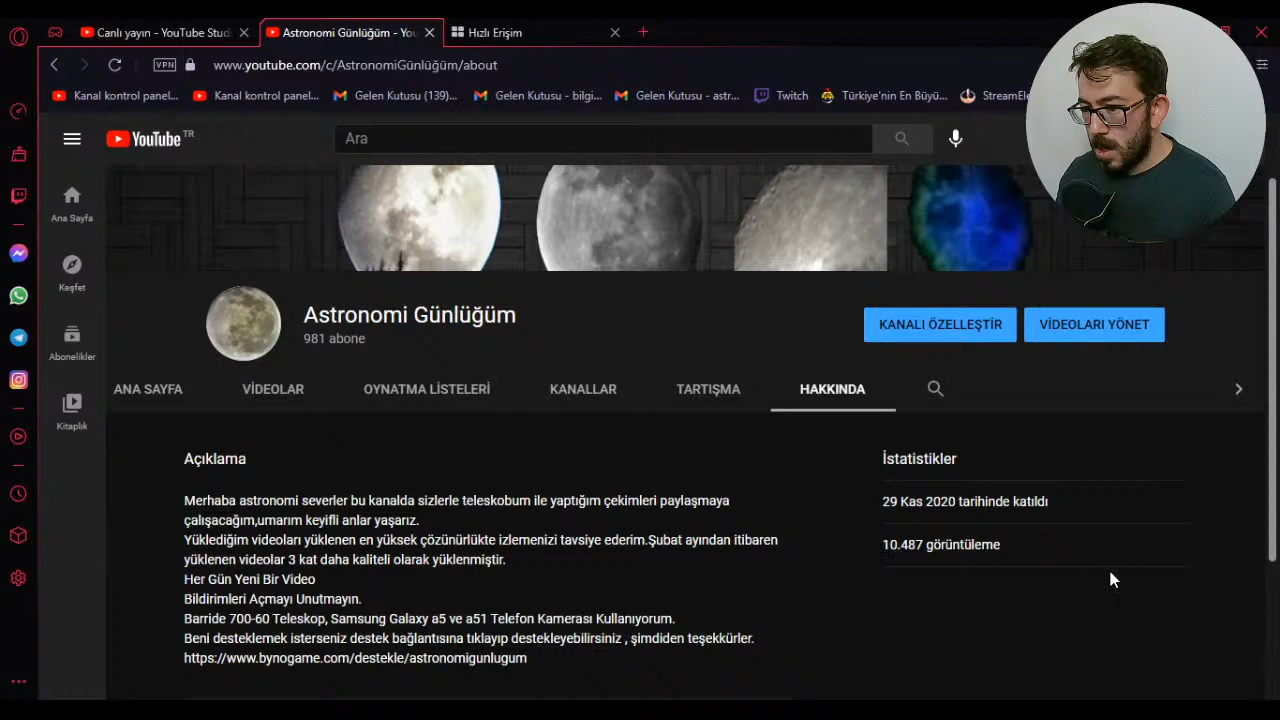 Canlı yayın - YouTube Stud
Astronomi Günlüğüm - You
Hızlı Erişim
VPN
www.youtube.com/c/AstronomiGünlüğüm/about
Kanal kontrol panel...
Kanal kontrol panel...
Gelen Kutusu (139)...
Gelen Kutusu - bilgi...
Gelen Kutusu - astr...
Twitch
Türkiye'nin En Büyü...
StreamEle
YouTube TR
Ara
Ana Sayfa
Keşfet
Abonelikler
Kitaplık
Astronomi Günlüğüm
981 abone
KANALI ÖZELLEŞTİR
VİDEOLARI YÖNET
ANA SAYFA
VİDEOLAR
OYNATMA LİSTELERİ
KANALLAR
TARTIŞMA
HAKKINDA
Açıklama
Merhaba astronomi severler bu kanalda sizlerle teleskobum ile yaptığım çekimleri paylaşmaya
çalışacağım,umarım keyifli anlar yaşarız.
Yüklediğim videoları yüklenen en yüksek çözünürlükte izlemenizi tavsiye ederim.Şubat ayından itibaren
yüklenen videolar 3 kat daha kaliteli olarak yüklenmiştir.
Her Gün Yeni Bir Video
Bildirimleri Açmayı Unutmayın.
Barride 700-60 Teleskop, Samsung Galaxy a5 ve a51 Telefon Kamerası Kullanıyorum.
Beni desteklemek isterseniz destek bağlantısına tıklayıp destekleyebilirsiniz , şimdiden teşekkürler.
https://www.bynogame.com/destekle/astronomigunlugum
İstatistikler
29 Kas 2020 tarihinde katıldı
10.487 görüntüleme